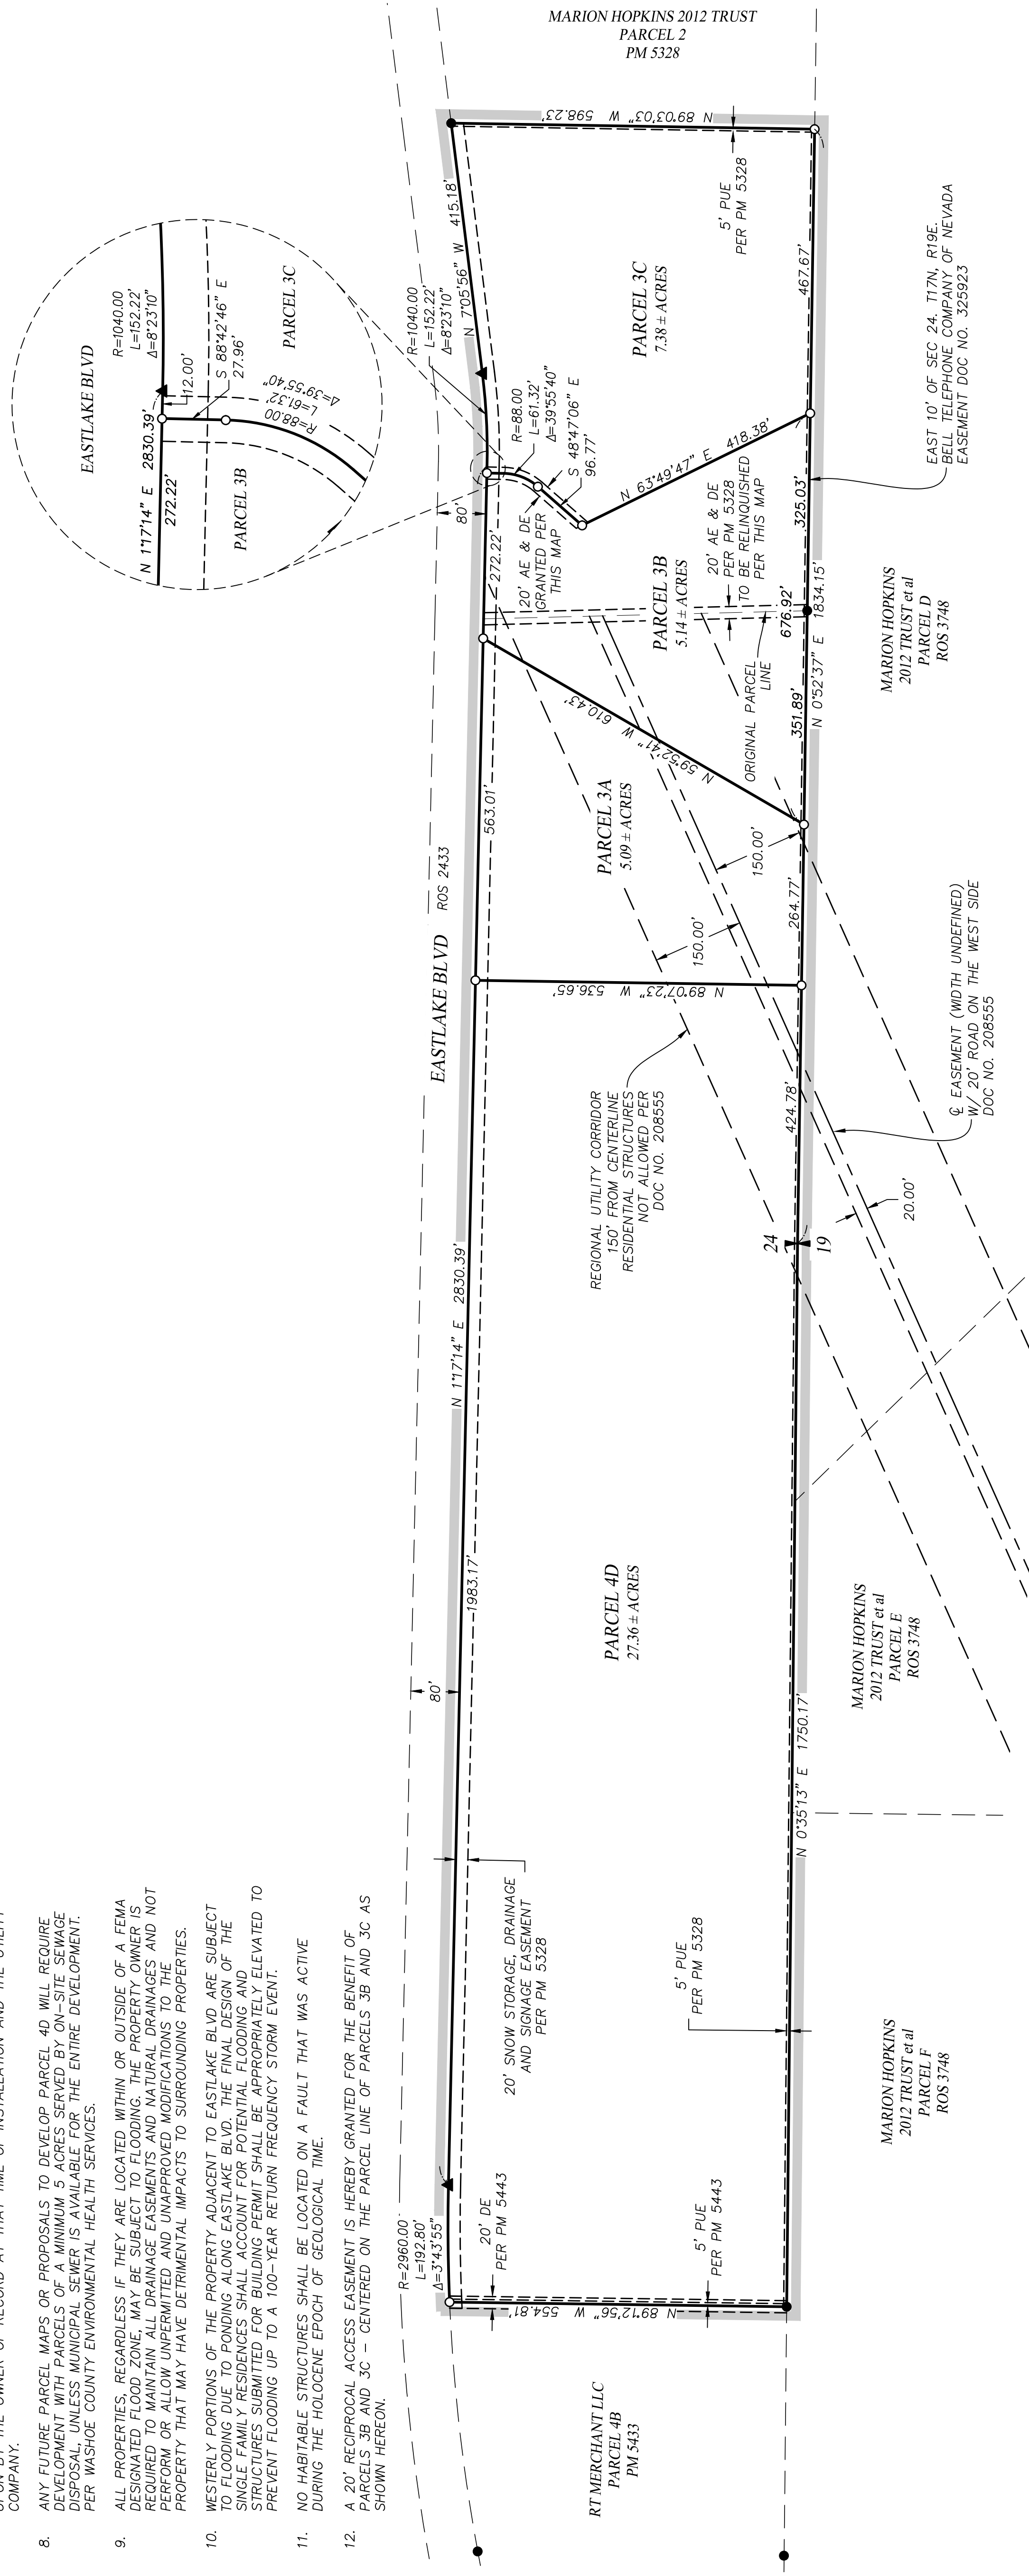 UPON BY THE OWNER OF RECORD AT THAT TIME OF INSTALLATION AND THE UTILITY
COMPANY.
8. ANY FUTURE PARCEL MAPS OR PROPOSALS TO DEVELOP PARCEL 4D WILL REQUIRE
DEVELOPMENT WITH PARCELS OF A MINIMUM 5 ACRES SERVED BY ON-SITE SEWAGE
DISPOSAL, UNLESS MUNICIPAL SEWER IS AVAILABLE FOR THE ENTIRE DEVELOPMENT.
PER WASHOE COUNTY ENVIRONMENTAL HEALTH SERVICES.
9. ALL PROPERTIES, REGARDLESS IF THEY ARE LOCATED WITHIN OR OUTSIDE OF A FEMA
DESIGNATED FLOOD ZONE, MAY BE SUBJECT TO FLOODING. THE PROPERTY OWNER IS
REQUIRED TO MAINTAIN ALL DRAINAGE EASEMENTS AND NATURAL DRAINAGES AND NOT
PERFORM OR ALLOW UNPERMITTED AND UNAPPROVED MODIFICATIONS TO THE
PROPERTY THAT MAY HAVE DETRIMENTAL IMPACTS TO SURROUNDING PROPERTIES.
10. WESTERLY PORTIONS OF THE PROPERTY ADJACENT TO EASTLAKE BLVD ARE SUBJECT
TO FLOODING DUE TO PONDING ALONG EASTLAKE BLVD. THE FINAL DESIGN OF THE
SINGLE FAMILY RESIDENCES SHALL ACCOUNT FOR POTENTIAL FLOODING AND
STRUCTURES SUBMITTED FOR BUILDING PERMIT SHALL BE APPROPRIATELY ELEVATED TO
PREVENT FLOODING UP TO A 100-YEAR RETURN FREQUENCY STORM EVENT.
11. NO HABITABLE STRUCTURES SHALL BE LOCATED ON A FAULT THAT WAS ACTIVE
DURING THE HOLOCENE EPOCH OF GEOLOGICAL TIME.
12. A 20' RECIPROCAL ACCESS EASEMENT IS HEREBY GRANTED FOR THE BENEFIT OF
PARCELS 3B AND 3C - CENTERED ON THE PARCEL LINE OF PARCELS 3B AND 3C AS
SHOWN HEREON.
EASTLAKE BLVD
N 1°17'14" E 2830.39'
272.22'
12.00'
R=1040.00
L=152.22'
Δ=8°23'10"
S 88°42'46" E
27.96'
R=88.00
L=61.32'
Δ=39°55'40"
PARCEL 3B
PARCEL 3C
MARION HOPKINS 2012 TRUST
PARCEL 2
PM 5328
R=2960.00
L=192.80'
Δ=3°43'55"
80'
N 1°17'14" E 2830.39'
EASTLAKE BLVD
ROS 2433
80'
R=1040.00
L=152.22'
Δ=8°23'10"
N 7°05'56" W 415.18'
N 89°03'03" W 598.23'
1983.17'
563.01'
272.22'
R=88.00
L=61.32'
Δ=39°55'40"
S 48°47'06" E
96.77'
20' AE & DE
GRANTED PER
THIS MAP
20' DE
PER PM 5443
20' SNOW STORAGE, DRAINAGE
AND SIGNAGE EASEMENT
PER PM 5328
RT MERCHANT LLC
PARCEL 4B
PM 5433
N 89°12'56" W 554.81'
PARCEL 4D
27.36 ± ACRES
REGIONAL UTILITY CORRIDOR
150' FROM CENTERLINE
RESIDENTIAL STRUCTURES
NOT ALLOWED PER
DOC NO. 208555
N 89°07'23" W 536.65'
PARCEL 3A
5.09 ± ACRES
150.00'
150.00'
N 59°52'41" W 610.43'
PARCEL 3B
5.14 ± ACRES
20' AE & DE
PER PM 5328
TO BE RELINQUISHED
PER THIS MAP
ORIGINAL PARCEL
LINE
N 63°49'47" E 418.38'
PARCEL 3C
7.38 ± ACRES
5' PUE
PER PM 5328
5' PUE
PER PM 5443
5' PUE
PER PM 5328
24
19
424.78'
264.77'
351.89'
676.92'
325.03'
467.67'
N 0°35'13" E 1750.17'
N 0°52'37" E 1834.15'
20.00'
MARION HOPKINS
2012 TRUST et al
PARCEL F
ROS 3748
MARION HOPKINS
2012 TRUST et al
PARCEL E
ROS 3748
MARION HOPKINS
2012 TRUST et al
PARCEL D
ROS 3748
℄ EASEMENT (WIDTH UNDEFINED)
W/ 20' ROAD ON THE WEST SIDE
DOC NO. 208555
EAST 10' OF SEC 24. T17N, R19E.
BELL TELEPHONE COMPANY OF NEVADA
EASEMENT DOC NO. 325923